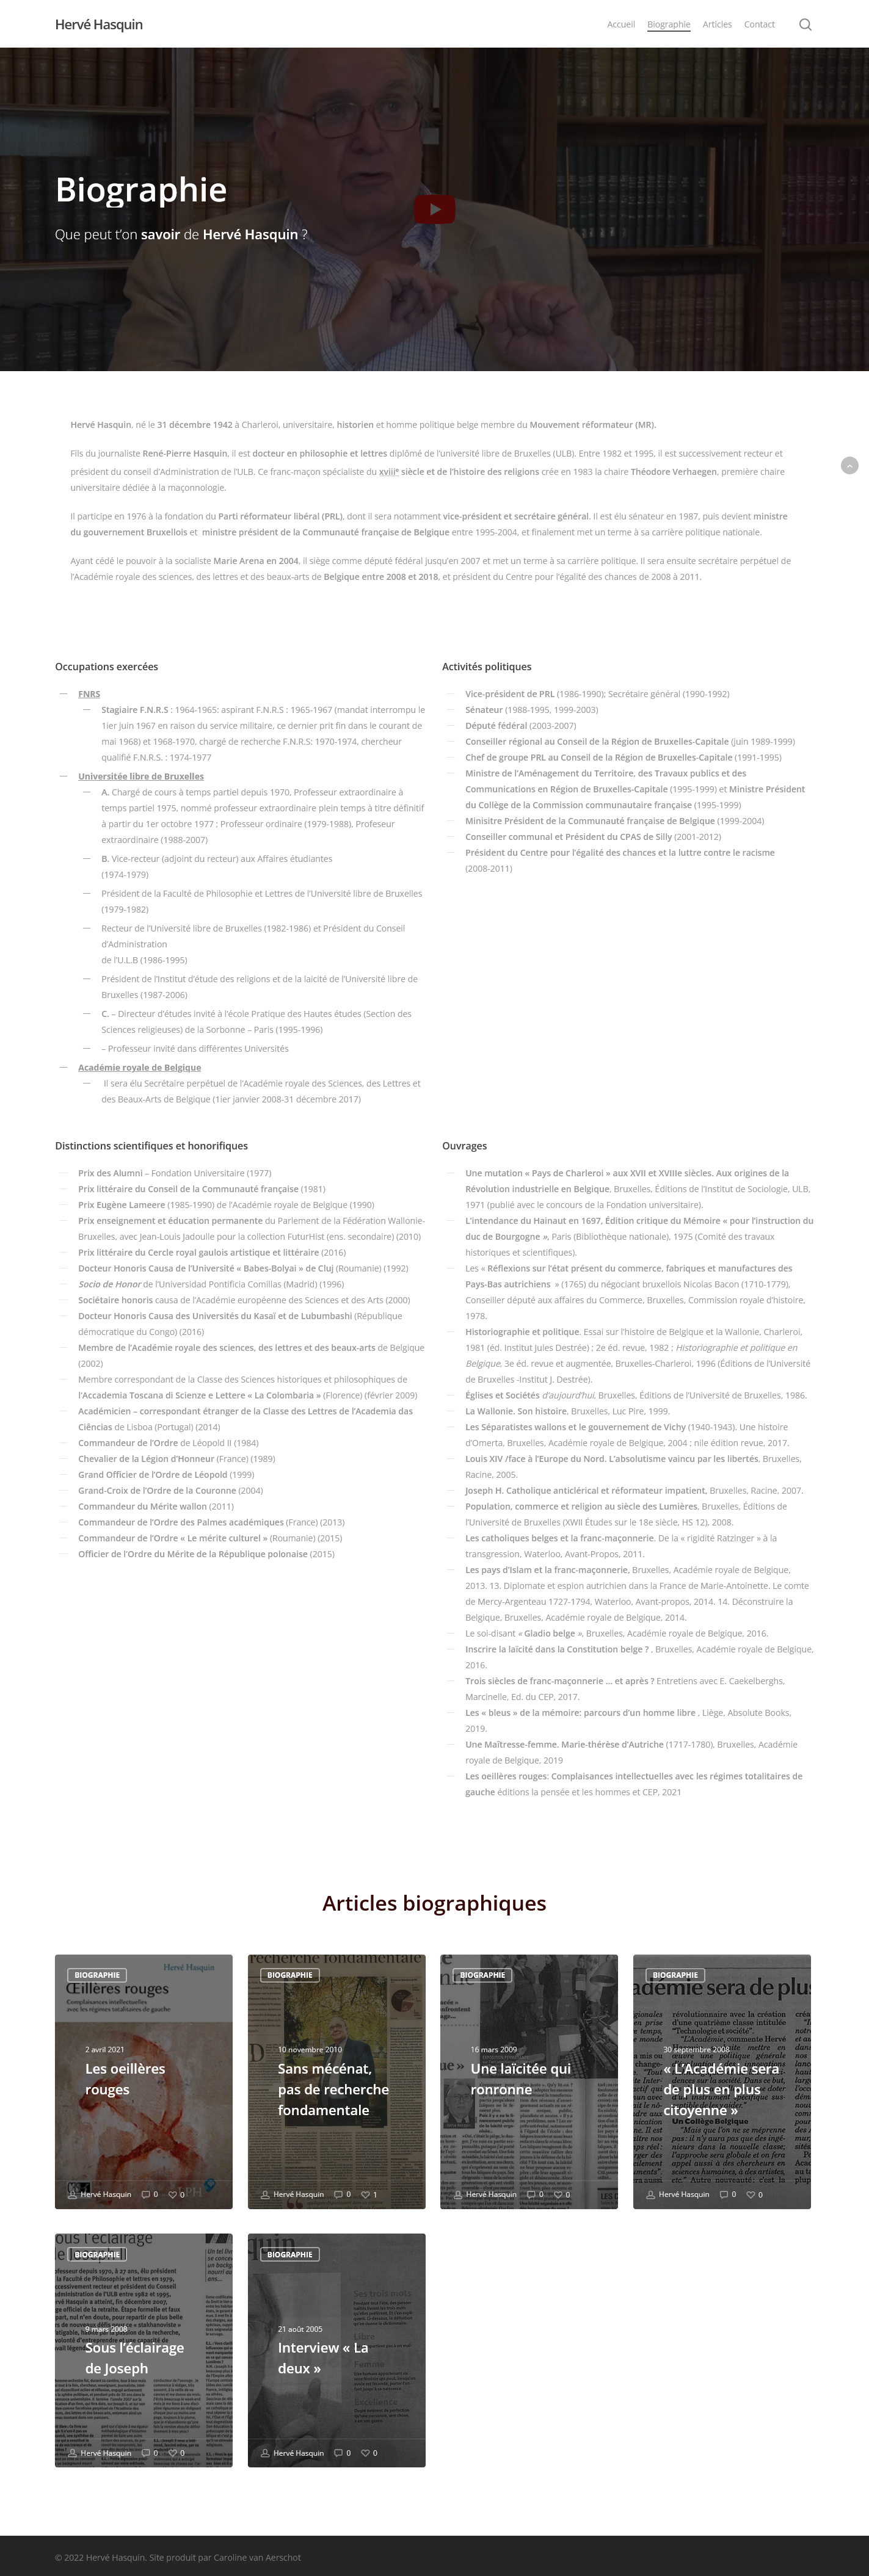 Hervé Hasquin
Accueil Biographie Articles Contact
Biographie
Que peut t'on savoir de Hervé Hasquin ?
Hervé Hasquin, né le 31 décembre 1942 à Charleroi, universitaire, historien et homme politique belge membre du Mouvement réformateur (MR).
Fils du journaliste René-Pierre Hasquin, il est docteur en philosophie et lettres diplômé de l'université libre de Bruxelles (ULB). Entre 1982 et 1995, il est successivement recteur et
président du conseil d'Administration de l'ULB. Ce franc-maçon spécialiste du xviiiᵉ siècle et de l'histoire des religions crée en 1983 la chaire Théodore Verhaegen, première chaire
universitaire dédiée à la maçonnologie.
Il participe en 1976 à la fondation du Parti réformateur libéral (PRL), dont il sera notamment vice-président et secrétaire général. Il est élu sénateur en 1987, puis devient ministre
du gouvernement Bruxellois et ministre président de la Communauté française de Belgique entre 1995-2004, et finalement met un terme à sa carrière politique nationale.
Ayant cédé le pouvoir à la socialiste Marie Arena en 2004, il siège comme député fédéral jusqu'en 2007 et met un terme à sa carrière politique. Il sera ensuite secrétaire perpétuel de
l'Académie royale des sciences, des lettres et des beaux-arts de Belgique entre 2008 et 2018, et président du Centre pour l'égalité des chances de 2008 à 2011.
Occupations exercées
FNRS
Stagiaire F.N.R.S : 1964-1965: aspirant F.N.R.S : 1965-1967 (mandat interrompu le
1ier juin 1967 en raison du service militaire, ce dernier prit fin dans le courant de
mai 1968) et 1968-1970, chargé de recherche F.N.R.S: 1970-1974, chercheur
qualifié F.N.R.S. : 1974-1977
Universitée libre de Bruxelles
A. Chargé de cours à temps partiel depuis 1970, Professeur extraordinaire à
temps partiel 1975, nommé professeur extraordinaire plein temps à titre définitif
à partir du 1er octobre 1977 ; Professeur ordinaire (1979-1988), Profeseur
extraordinaire (1988-2007)
B. Vice-recteur (adjoint du recteur) aux Affaires étudiantes
(1974-1979)
Président de la Faculté de Philosophie et Lettres de l'Université libre de Bruxelles
(1979-1982)
Recteur de l'Université libre de Bruxelles (1982-1986) et Président du Conseil
d'Administration
de l'U.L.B (1986-1995)
Président de l'Institut d'étude des religions et de la laïcité de l'Université libre de
Bruxelles (1987-2006)
C. – Directeur d'études invité à l'école Pratique des Hautes études (Section des
Sciences religieuses) de la Sorbonne – Paris (1995-1996)
– Professeur invité dans différentes Universités
Académie royale de Belgique
Il sera élu Secrétaire perpétuel de l'Académie royale des Sciences, des Lettres et
des Beaux-Arts de Belgique (1ier janvier 2008-31 décembre 2017)
Activités politiques
Vice-président de PRL (1986-1990); Secrétaire général (1990-1992)
Sénateur (1988-1995, 1999-2003)
Député fédéral (2003-2007)
Conseiller régional au Conseil de la Région de Bruxelles-Capitale (juin 1989-1999)
Chef de groupe PRL au Conseil de la Région de Bruxelles-Capitale (1991-1995)
Ministre de l'Aménagement du Territoire, des Travaux publics et des
Communications en Région de Bruxelles-Capitale (1995-1999) et Ministre Président
du Collège de la Commission communautaire française (1995-1999)
Minisitre Président de la Communauté française de Belgique (1999-2004)
Conseiller communal et Président du CPAS de Silly (2001-2012)
Président du Centre pour l'égalité des chances et la luttre contre le racisme
(2008-2011)
Distinctions scientifiques et honorifiques
Prix des Alumni – Fondation Universitaire (1977)
Prix littéraire du Conseil de la Communauté française (1981)
Prix Eugène Lameere (1985-1990) de l'Académie royale de Belgique (1990)
Prix enseignement et éducation permanente du Parlement de la Fédération Wallonie-
Bruxelles, avec Jean-Louis Jadoulle pour la collection FuturHist (ens. secondaire) (2010)
Prix littéraire du Cercle royal gaulois artistique et littéraire (2016)
Docteur Honoris Causa de l'Université « Babes-Bolyai » de Cluj (Roumanie) (1992)
Socio de Honor de l'Universidad Pontificia Comillas (Madrid) (1996)
Sociétaire honoris causa de l'Académie européenne des Sciences et des Arts (2000)
Docteur Honoris Causa des Universités du Kasaï et de Lubumbashi (République
démocratique du Congo) (2016)
Membre de l'Académie royale des sciences, des lettres et des beaux-arts de Belgique
(2002)
Membre correspondant de la Classe des Sciences historiques et philosophiques de
l'Accademia Toscana di Scienze e Lettere « La Colombaria » (Florence) (février 2009)
Académicien – correspondant étranger de la Classe des Lettres de l'Academia das
Ciências de Lisboa (Portugal) (2014)
Commandeur de l'Ordre de Léopold II (1984)
Chevalier de la Légion d'Honneur (France) (1989)
Grand Officier de l'Ordre de Léopold (1999)
Grand-Croix de l'Ordre de la Couronne (2004)
Commandeur du Mérite wallon (2011)
Commandeur de l'Ordre des Palmes académiques (France) (2013)
Commandeur de l'Ordre « Le mérite culturel » (Roumanie) (2015)
Officier de l'Ordre du Mérite de la République polonaise (2015)
Ouvrages
Une mutation « Pays de Charleroi » aux XVII et XVIIIe siècles. Aux origines de la
Révolution industrielle en Belgique, Bruxelles, Éditions de l'Institut de Sociologie, ULB,
1971 (publié avec le concours de la Fondation universitaire).
L'intendance du Hainaut en 1697, Édition critique du Mémoire « pour l'instruction du
duc de Bourgogne », Paris (Bibliothèque nationale), 1975 (Comité des travaux
historiques et scientifiques).
Les « Réflexions sur l'état présent du commerce, fabriques et manufactures des
Pays-Bas autrichiens » (1765) du négociant bruxellois Nicolas Bacon (1710-1779),
Conseiller député aux affaires du Commerce, Bruxelles, Commission royale d'histoire,
1978.
Historiographie et politique. Essai sur l'histoire de Belgique et la Wallonie, Charleroi,
1981 (éd. Institut Jules Destrée) ; 2e éd. revue, 1982 ; Historiographie et politique en
Belgique, 3e éd. revue et augmentée, Bruxelles-Charleroi, 1996 (Éditions de l'Université
de Bruxelles -Institut J. Destrée).
Églises et Sociétés d'aujourd'hui, Bruxelles, Éditions de l'Université de Bruxelles, 1986.
La Wallonie. Son histoire, Bruxelles, Luc Pire, 1999.
Les Séparatistes wallons et le gouvernement de Vichy (1940-1943). Une histoire
d'Omerta, Bruxelles, Académie royale de Belgique, 2004 ; nile édition revue, 2017.
Louis XIV /face à l'Europe du Nord. L'absolutisme vaincu par les libertés, Bruxelles,
Racine, 2005.
Joseph H. Catholique anticlérical et réformateur impatient, Bruxelles, Racine, 2007.
Population, commerce et religion au siècle des Lumières, Bruxelles, Éditions de
l'Université de Bruxelles (XWII Études sur le 18e siècle, HS 12), 2008.
Les catholiques belges et la franc-maçonnerie. De la « rigidité Ratzinger » à la
transgression, Waterloo, Avant-Propos, 2011.
Les pays d'Islam et la franc-maçonnerie, Bruxelles, Académie royale de Belgique,
2013. 13. Diplomate et espion autrichien dans la France de Marie-Antoinette. Le comte
de Mercy-Argenteau 1727-1794, Waterloo, Avant-propos, 2014. 14. Déconstruire la
Belgique, Bruxelles, Académie royale de Belgique, 2014.
Le soi-disant « Gladio belge », Bruxelles, Académie royale de Belgique, 2016.
Inscrire la laïcité dans la Constitution belge ? , Bruxelles, Académie royale de Belgique,
2016.
Trois siècles de franc-maçonnerie ... et après ? Entretiens avec E. Caekelberghs,
Marcinelle, Ed. du CEP, 2017.
Les « bleus » de la mémoire: parcours d'un homme libre , Liège, Absolute Books,
2019.
Une Maîtresse-femme. Marie-thérèse d'Autriche (1717-1780), Bruxelles, Académie
royale de Belgique, 2019
Les oeillères rouges: Complaisances intellectuelles avec les régimes totalitaires de
gauche éditions la pensée et les hommes et CEP, 2021
Articles biographiques
BIOGRAPHIE
Hervé Hasquin
Œillères rouges
Complaisances intellectuelles
avec les régimes totalitaires de gauche
2 avril 2021
Les oeillères
rouges
Hervé Hasquin 0 0
recherche fondamentale
BIOGRAPHIE
10 novembre 2010
Sans mécénat,
pas de recherche
fondamentale
Hervé Hasquin 0 1
BIOGRAPHIE
16 mars 2009
Une laïcitée qui
ronronne
Hervé Hasquin 0 0
BIOGRAPHIE
adémie sera de plus
30 septembre 2008
« L'Académie sera
de plus en plus
citoyenne »
Un Collège Belgique
Hervé Hasquin 0 0
sous l'éclairage
BIOGRAPHIE
9 mars 2008
Sous l'éclairage
de Joseph
Hervé Hasquin 0 0
BIOGRAPHIE
Ses trois mots
Libre
21 août 2005
Interview « La
deux »
Femme
Excellence
Hervé Hasquin 0 0
© 2022 Hervé Hasquin. Site produit par Caroline van Aerschot